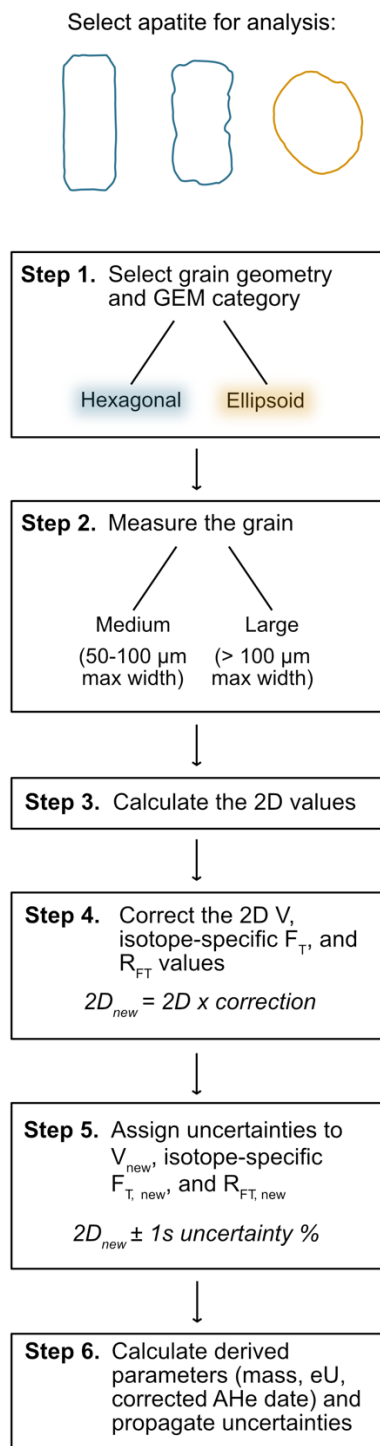 Select apatite for analysis:
Step 1. Select grain geometry
and GEM category
Hexagonal Ellipsoid
Step 2. Measure the grain
Medium Large
(50-100 μm (> 100 μm
max width) max width)
Step 3. Calculate the 2D values
Step 4. Correct the 2D V,
isotope-specific F_T, and
R_FT values
2D_new = 2D x correction
Step 5. Assign uncertainties to
V_new, isotope-specific
F_T, new, and R_FT, new
2D_new ± 1s uncertainty %
Step 6. Calculate derived
parameters (mass, eU,
corrected AHe date) and
propagate uncertainties